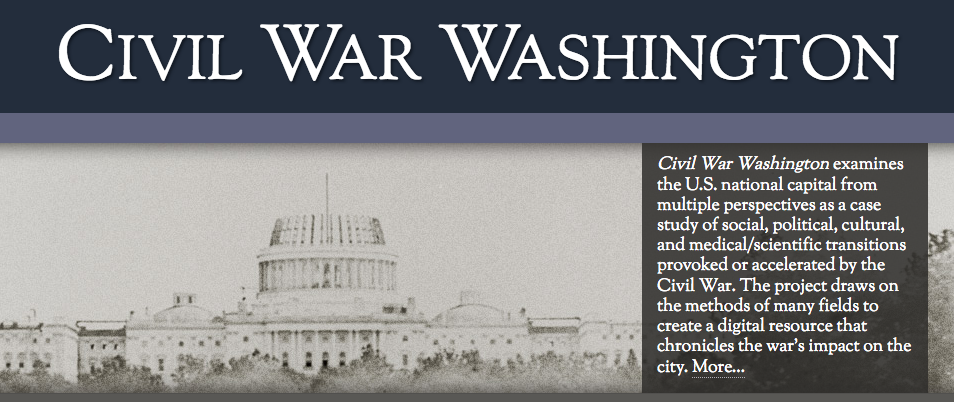 CIVIL WAR WASHINGTON
Civil War Washington examines
the U.S. national capital from
multiple perspectives as a case
study of social, political, cultural,
and medical/scientific transitions
provoked or accelerated by the
Civil War. The project draws on
the methods of many fields to
create a digital resource that
chronicles the war's impact on the
city. More...